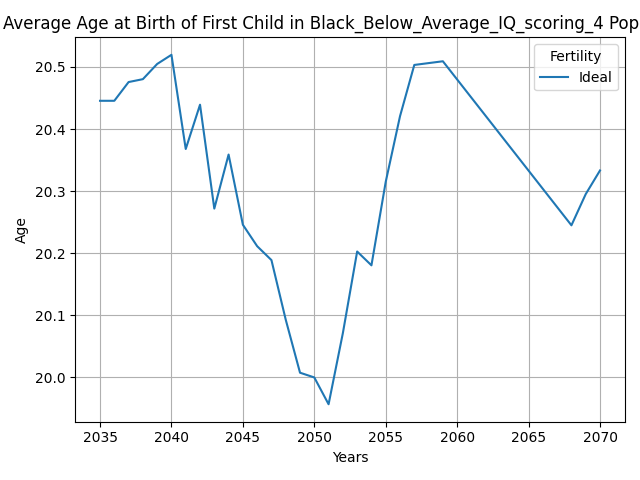 Average Age at Birth of First Child in Black_Below_Average_IQ_scoring_4 Pop
Fertility
Ideal
20.5
20.4
20.3
20.2
20.1
20.0
Age
2035 2040 2045 2050 2055 2060 2065 2070
Years